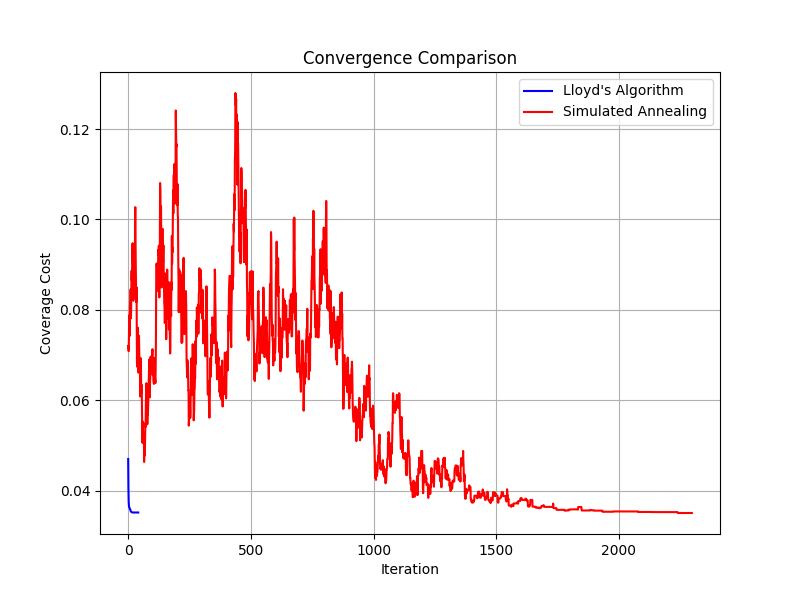 Convergence Comparison
Lloyd's Algorithm
Simulated Annealing
0.12
0.10
0.08
0.06
0.04
Coverage Cost
0 500 1000 1500 2000
Iteration